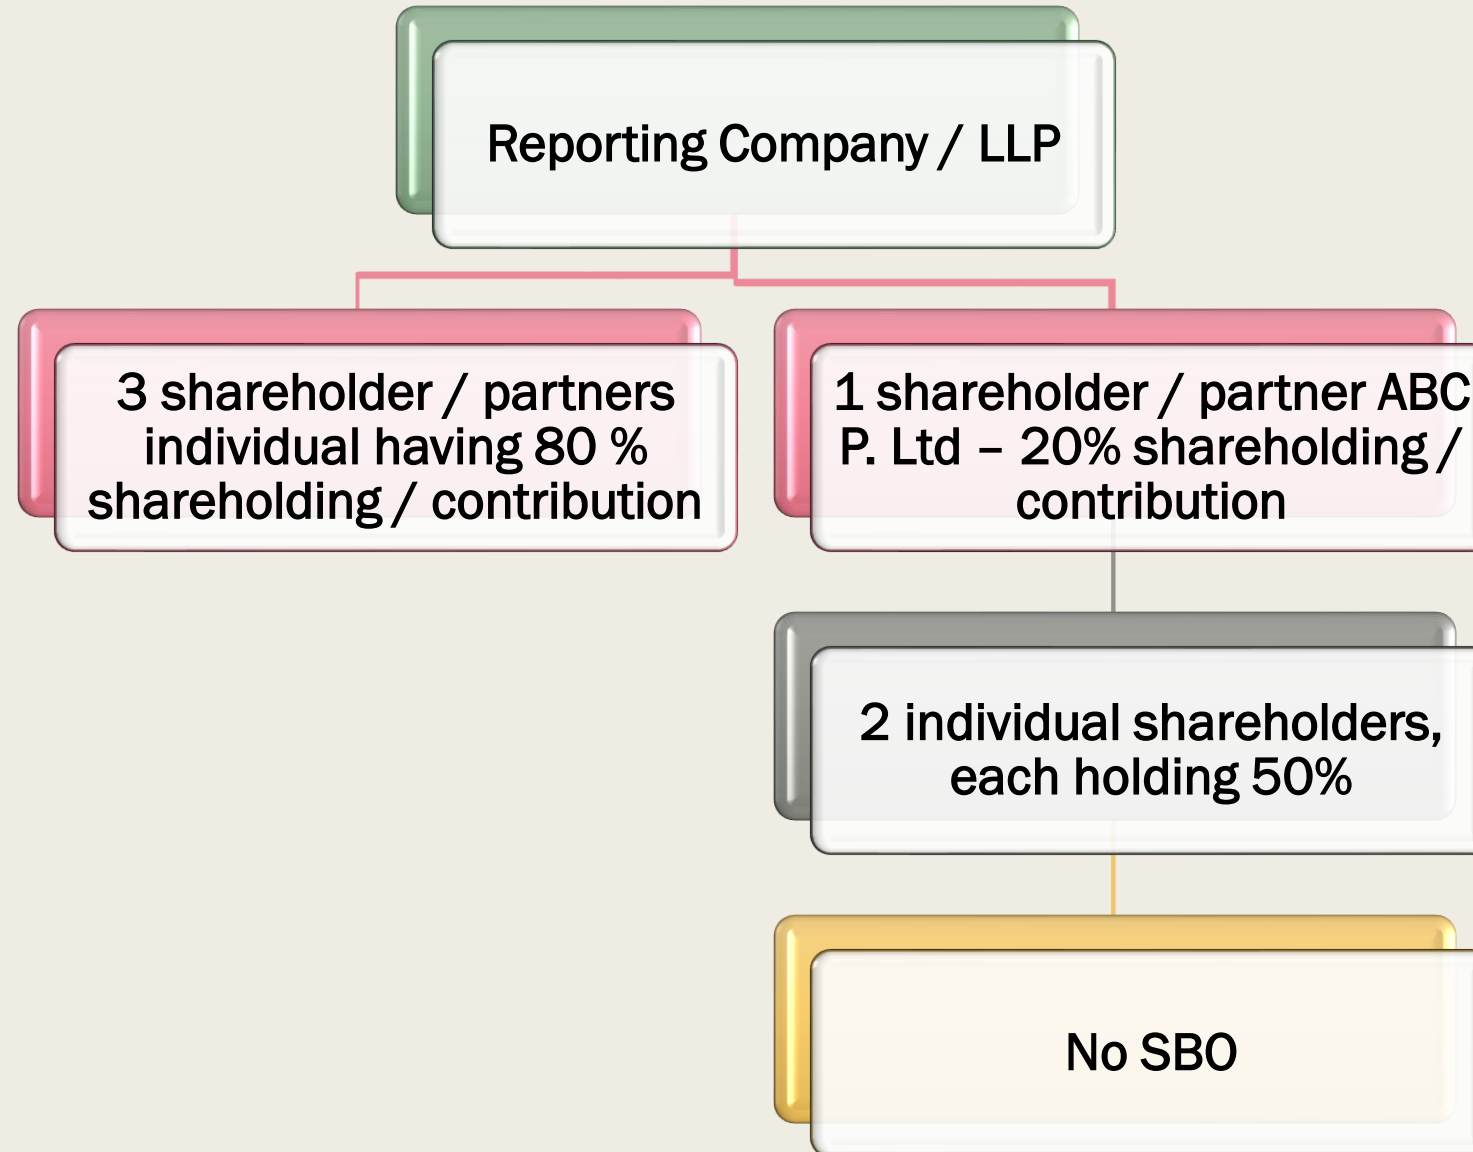 Reporting Company / LLP
3 shareholder / partners
individual having 80 %
shareholding / contribution
1 shareholder / partner ABC
P. Ltd – 20% shareholding /
contribution
2 individual shareholders,
each holding 50%
No SBO